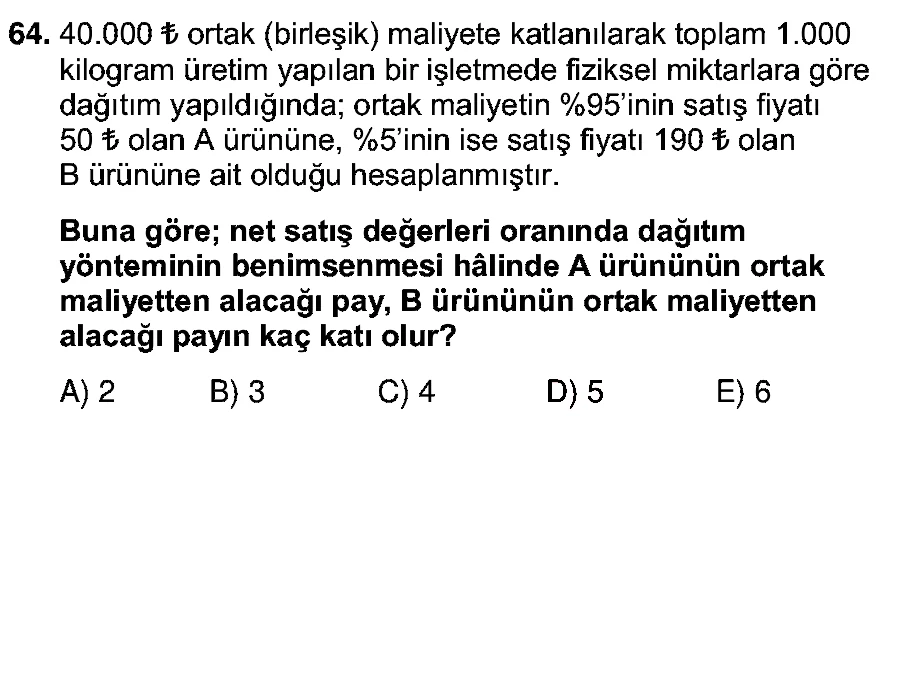 64. 40.000 ₺ ortak (birleşik) maliyete katlanılarak toplam 1.000
kilogram üretim yapılan bir işletmede fiziksel miktarlara göre
dağıtım yapıldığında; ortak maliyetin %95’inin satış fiyatı
50 ₺ olan A ürününe, %5’inin ise satış fiyatı 190 ₺ olan
B ürününe ait olduğu hesaplanmıştır.
Buna göre; net satış değerleri oranında dağıtım
yönteminin benimsenmesi hâlinde A ürününün ortak
maliyetten alacağı pay, B ürününün ortak maliyetten
alacağı payın kaç katı olur?
A) 2 B) 3 C) 4 D) 5 E) 6